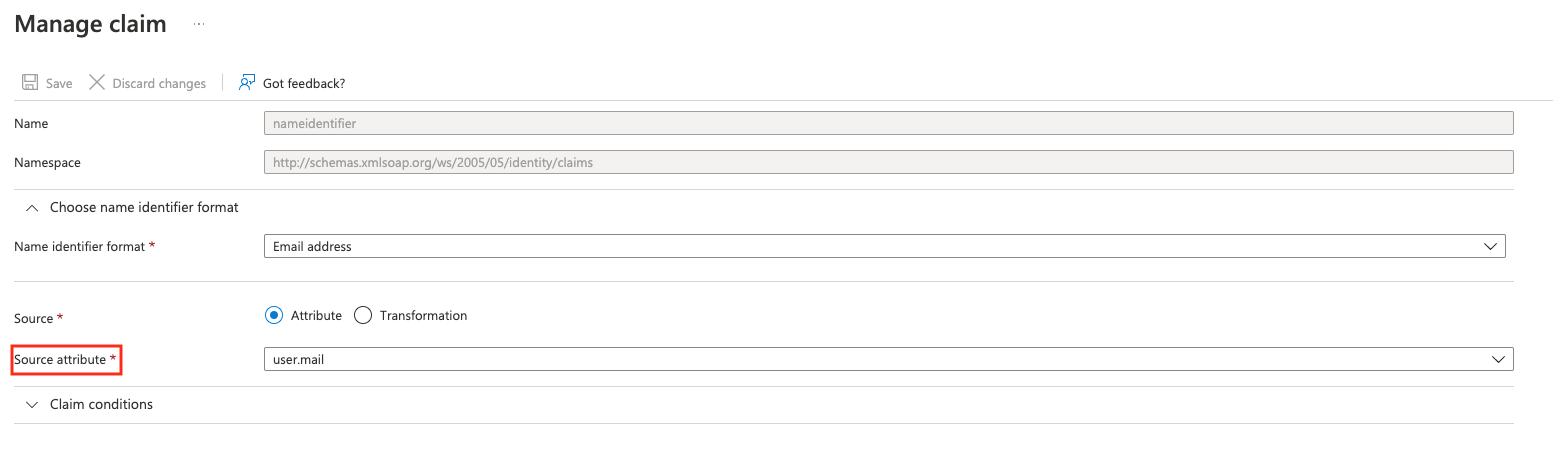 Manage claim ...
Save Discard changes Got feedback?
Name nameidentifier
Namespace http://schemas.xmlsoap.org/ws/2005/05/identity/claims
Choose name identifier format
Name identifier format * Email address
Source * Attribute Transformation
Source attribute * user.mail
Claim conditions